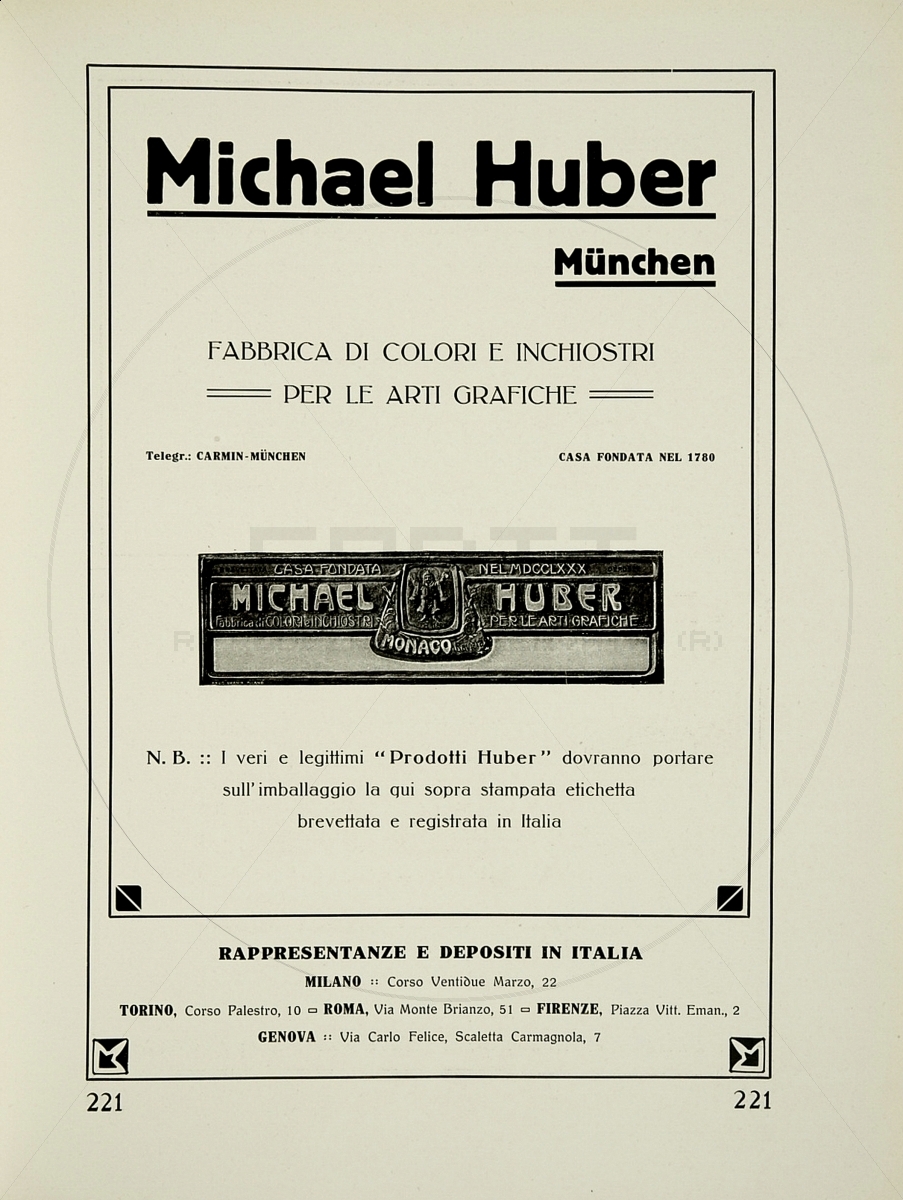 Michael Huber
München
FABBRICA DI COLORI E INCHIOSTRI
PER LE ARTI GRAFICHE
Telegr.: CARMIN-MÜNCHEN CASA FONDATA NEL 1780
CASA FONDATA NEL MDCCLXXX
MICHAEL HUBER
Fabbrica di COLORI e INCHIOSTRI PER LE ARTI GRAFICHE
MONACO
N. B. :: I veri e legittimi “Prodotti Huber” dovranno portare
sull'imballaggio la qui sopra stampata etichetta
brevettata e registrata in Italia
RAPPRESENTANZE E DEPOSITI IN ITALIA
MILANO :: Corso Ventidue Marzo, 22
TORINO, Corso Palestro, 10 ▭ ROMA, Via Monte Brianzo, 51 ▭ FIRENZE, Piazza Vitt. Eman., 2
GENOVA :: Via Carlo Felice, Scaletta Carmagnola, 7
221 221